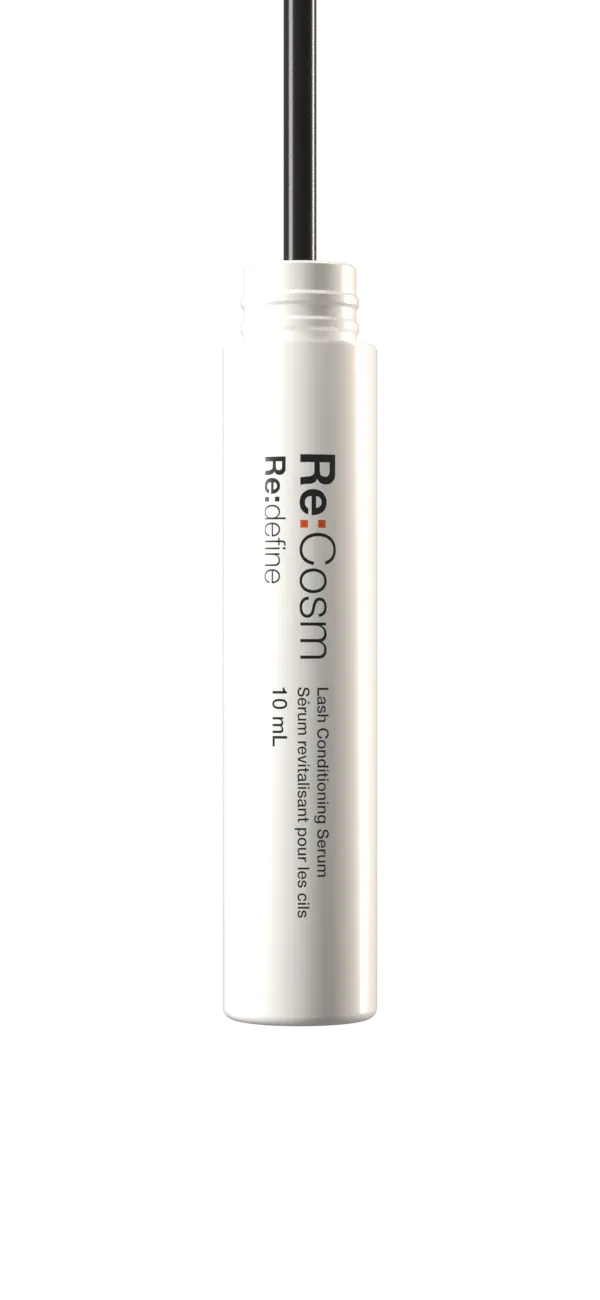 Re:Cosm
Re:define
Lash Conditioning Serum
Sérum revitalisant pour les cils
10 mL